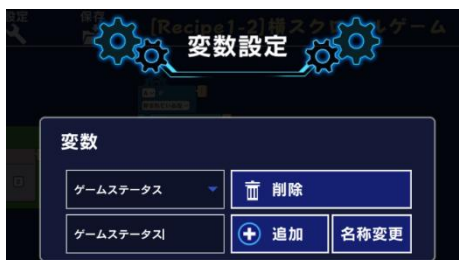 設定
保存
[Recipe1-2]横スクロールゲーム
変数設定
変数
ゲームステータス
削除
ゲームステータス
追加
名称変更